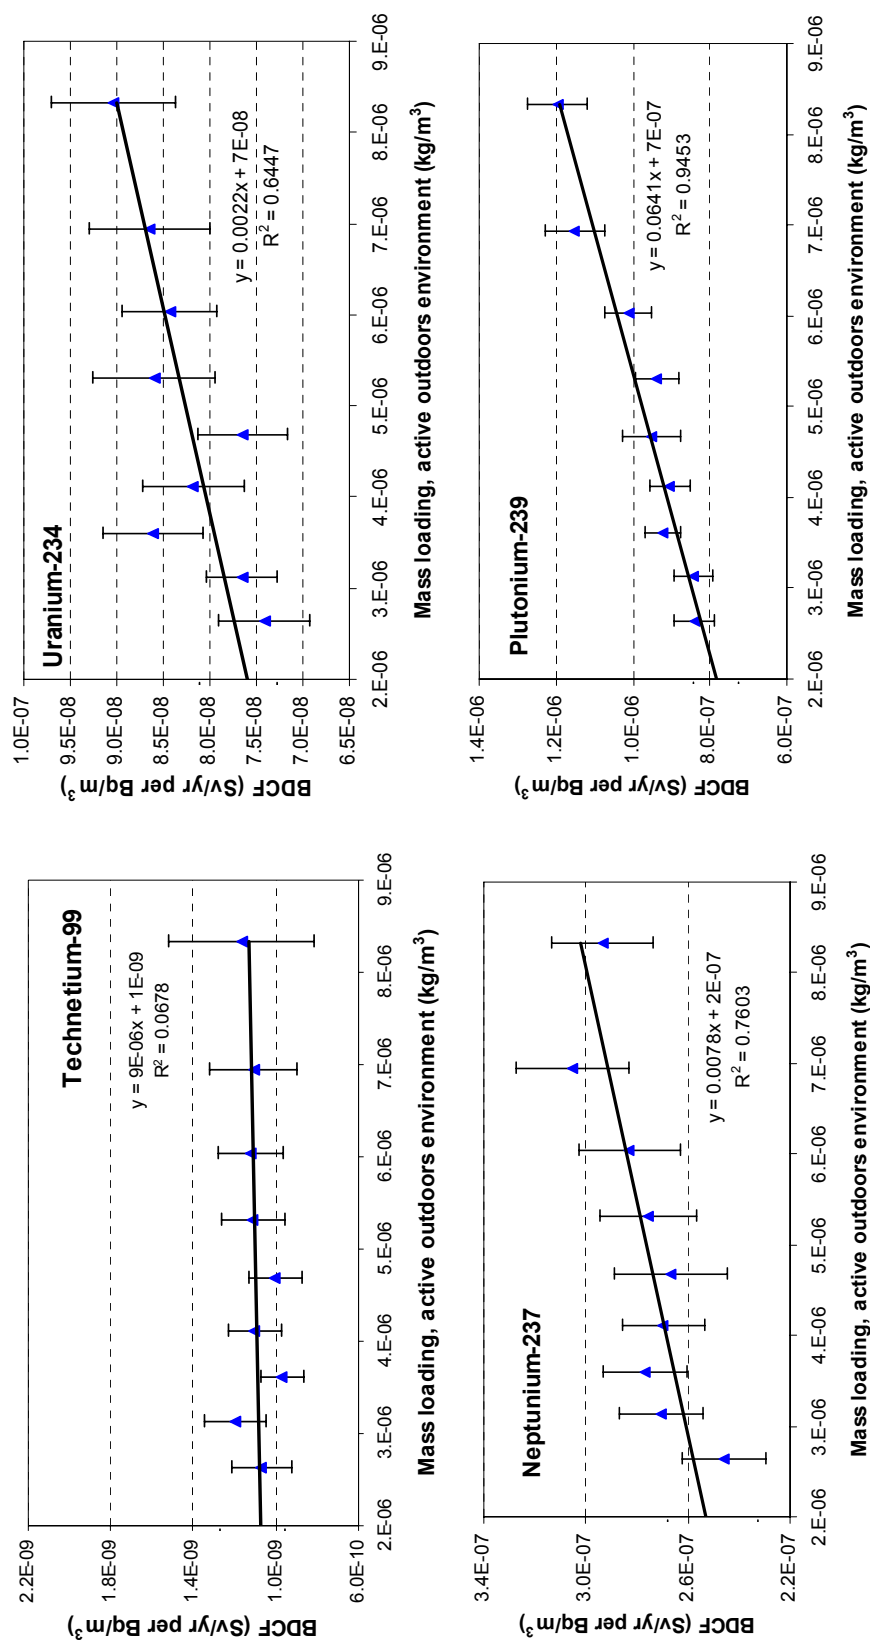 Technetium-99
y = 9E-06x + 1E-09
R² = 0.0678
BDCF (Sv/yr per Bq/m³)
2.2E-09
1.8E-09
1.4E-09
1.0E-09
6.0E-10
2.E-06 3.E-06 4.E-06 5.E-06 6.E-06 7.E-06 8.E-06 9.E-06
Mass loading, active outdoors environment (kg/m³)
Uranium-234
y = 0.0022x + 7E-08
R² = 0.6447
BDCF (Sv/yr per Bq/m³)
1.0E-07
9.5E-08
9.0E-08
8.5E-08
8.0E-08
7.5E-08
7.0E-08
6.5E-08
2.E-06 3.E-06 4.E-06 5.E-06 6.E-06 7.E-06 8.E-06 9.E-06
Mass loading, active outdoors environment (kg/m³)
Neptunium-237
y = 0.0078x + 2E-07
R² = 0.7603
BDCF (Sv/yr per Bq/m³)
3.4E-07
3.0E-07
2.6E-07
2.2E-07
2.E-06 3.E-06 4.E-06 5.E-06 6.E-06 7.E-06 8.E-06 9.E-06
Mass loading, active outdoors environment (kg/m³)
Plutonium-239
y = 0.0641x + 7E-07
R² = 0.9453
BDCF (Sv/yr per Bq/m³)
1.4E-06
1.2E-06
1.0E-06
8.0E-07
6.0E-07
2.E-06 3.E-06 4.E-06 5.E-06 6.E-06 7.E-06 8.E-06 9.E-06
Mass loading, active outdoors environment (kg/m³)